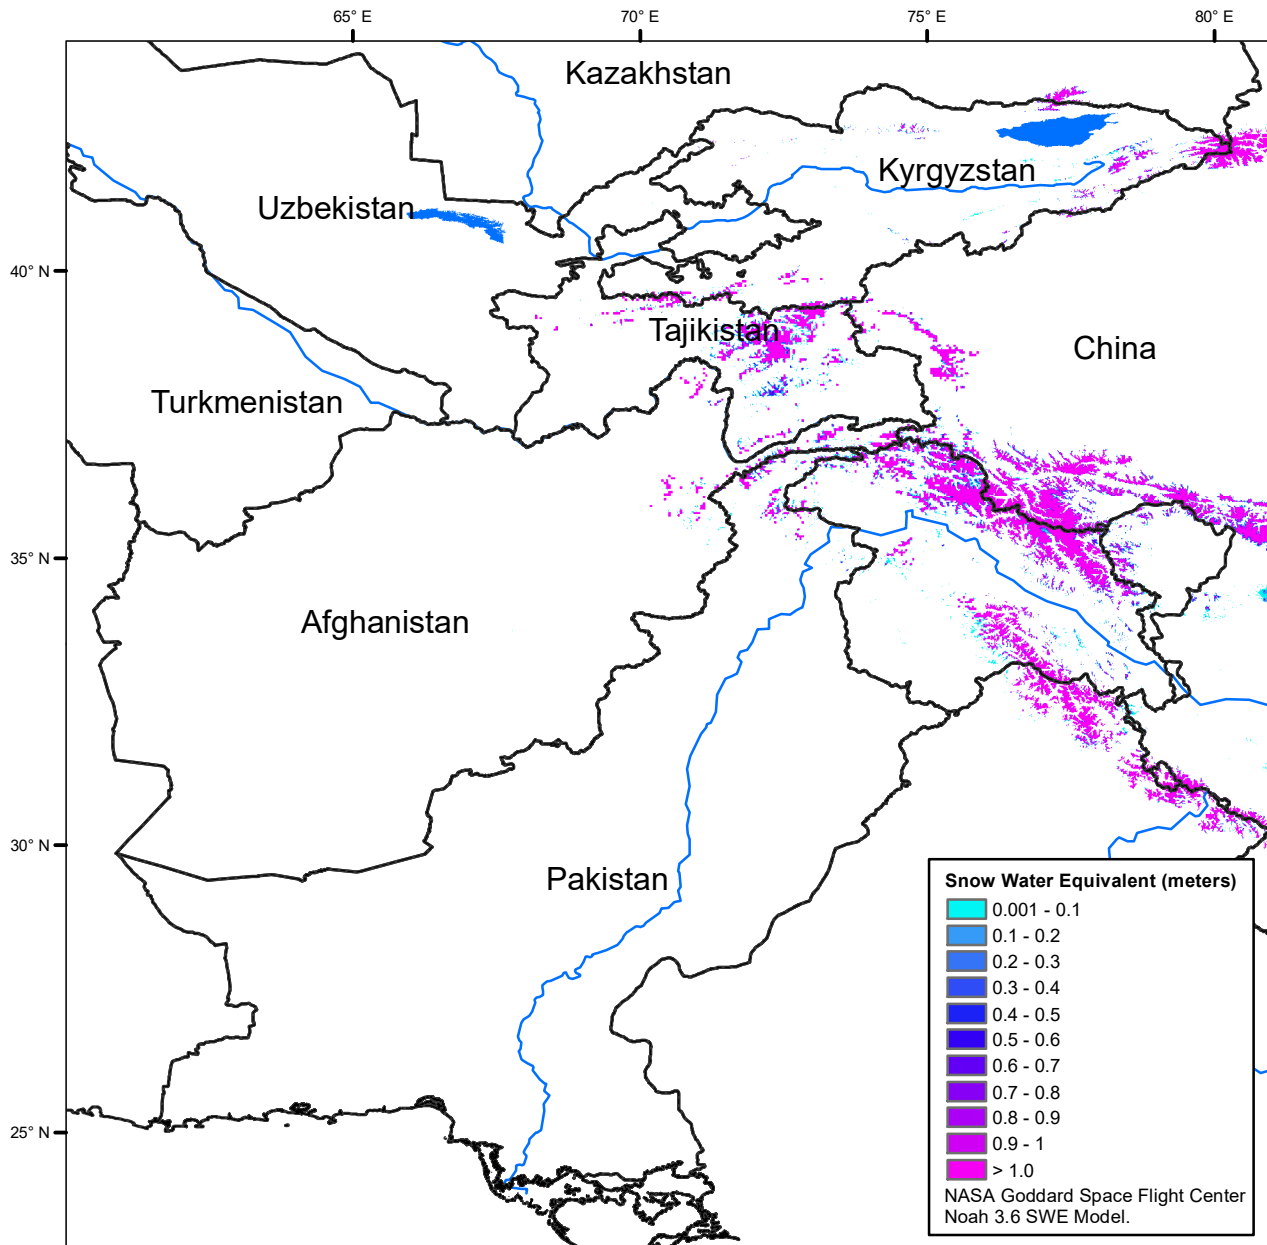 65° E
70° E
75° E
80° E
Kazakhstan
Kyrgyzstan
Uzbekistan
40° N
Tajikistan
China
Turkmenistan
35° N
Afghanistan
30° N
Pakistan
25° N
Snow Water Equivalent (meters)
0.001 - 0.1
0.1 - 0.2
0.2 - 0.3
0.3 - 0.4
0.4 - 0.5
0.5 - 0.6
0.6 - 0.7
0.7 - 0.8
0.8 - 0.9
0.9 - 1
> 1.0
NASA Goddard Space Flight Center
Noah 3.6 SWE Model.